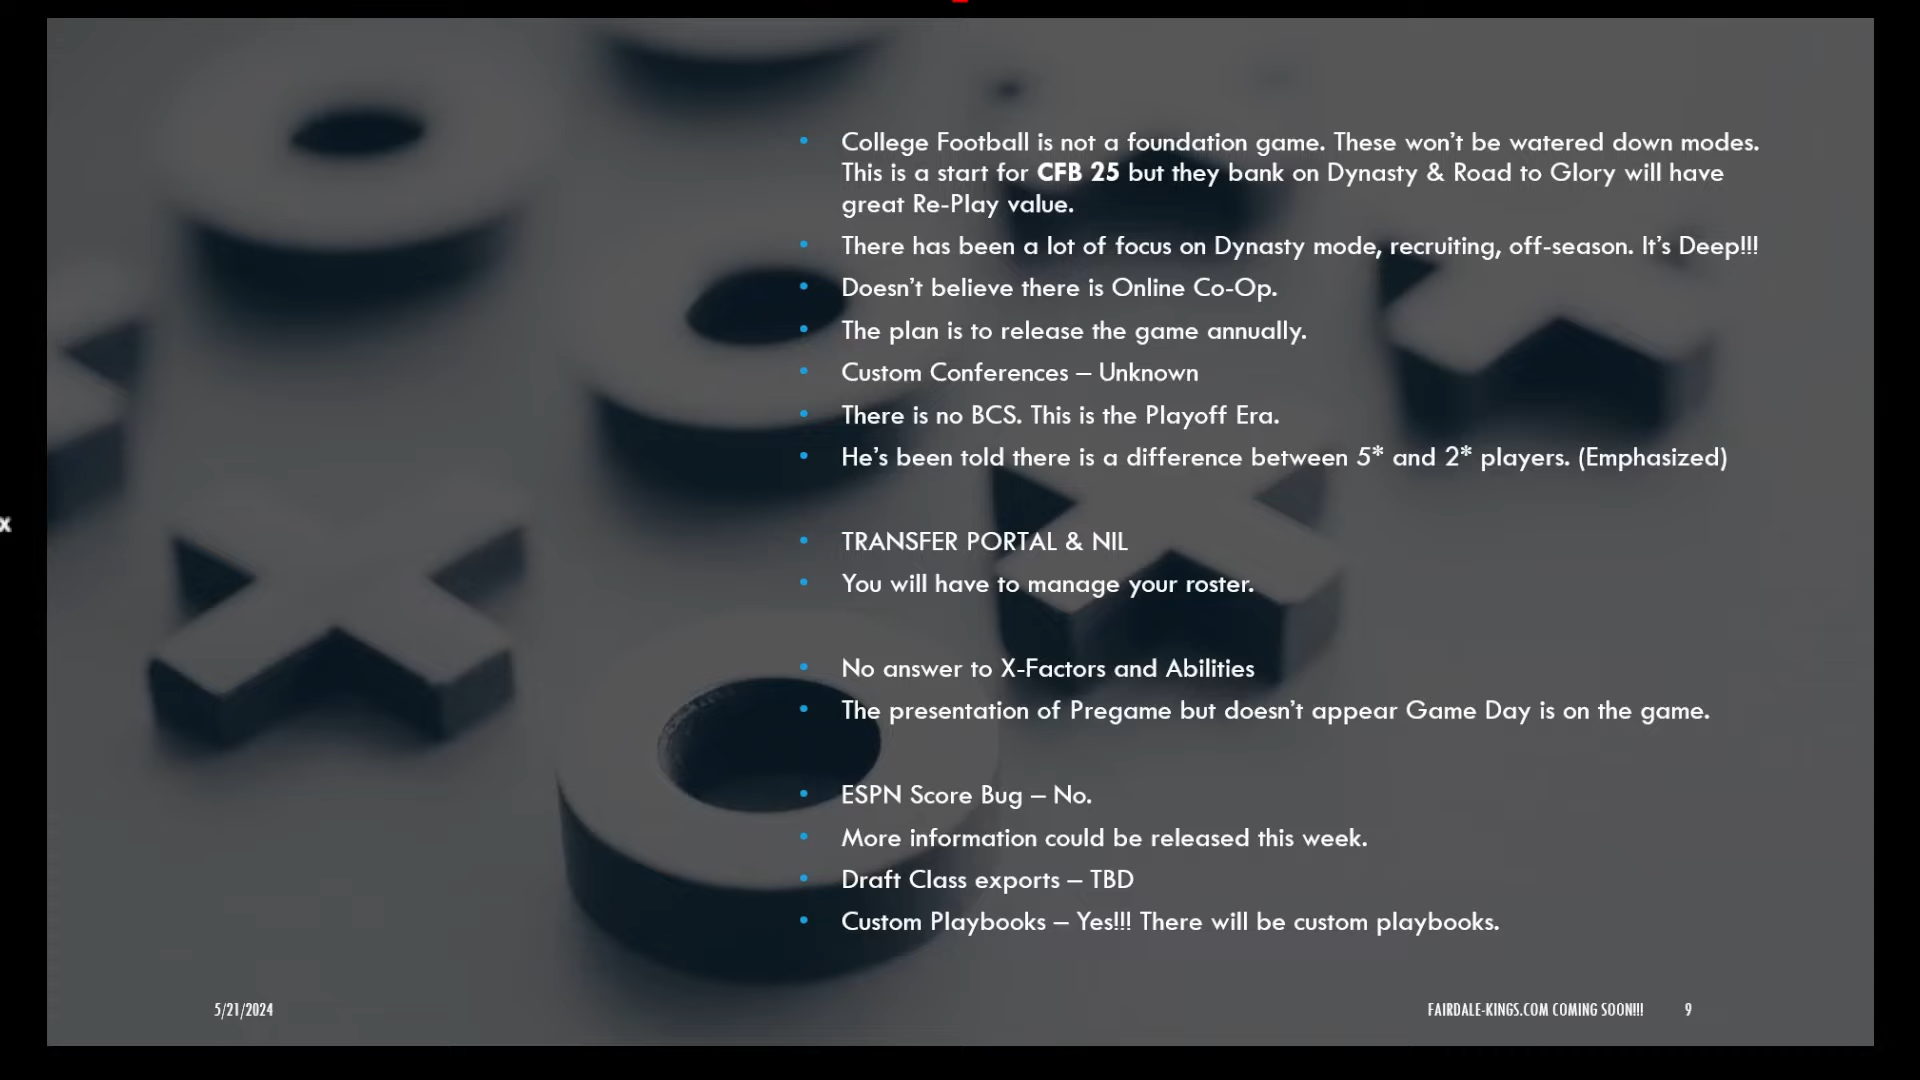 College Football is not a foundation game. These won't be watered down modes.
This is a start for CFB 25 but they bank on Dynasty & Road to Glory will have
great Re-Play value.
There has been a lot of focus on Dynasty mode, recruiting, off-season. It's Deep!!!
Doesn't believe there is Online Co-Op.
The plan is to release the game annually.
Custom Conferences – Unknown
There is no BCS. This is the Playoff Era.
He's been told there is a difference between 5* and 2* players. (Emphasized)
x
TRANSFER PORTAL & NIL
You will have to manage your roster.
No answer to X-Factors and Abilities
The presentation of Pregame but doesn't appear Game Day is on the game.
ESPN Score Bug – No.
More information could be released this week.
Draft Class exports – TBD
Custom Playbooks – Yes!!! There will be custom playbooks.
5/21/2024
FAIRDALE-KINGS.COM COMING SOON!!!
9